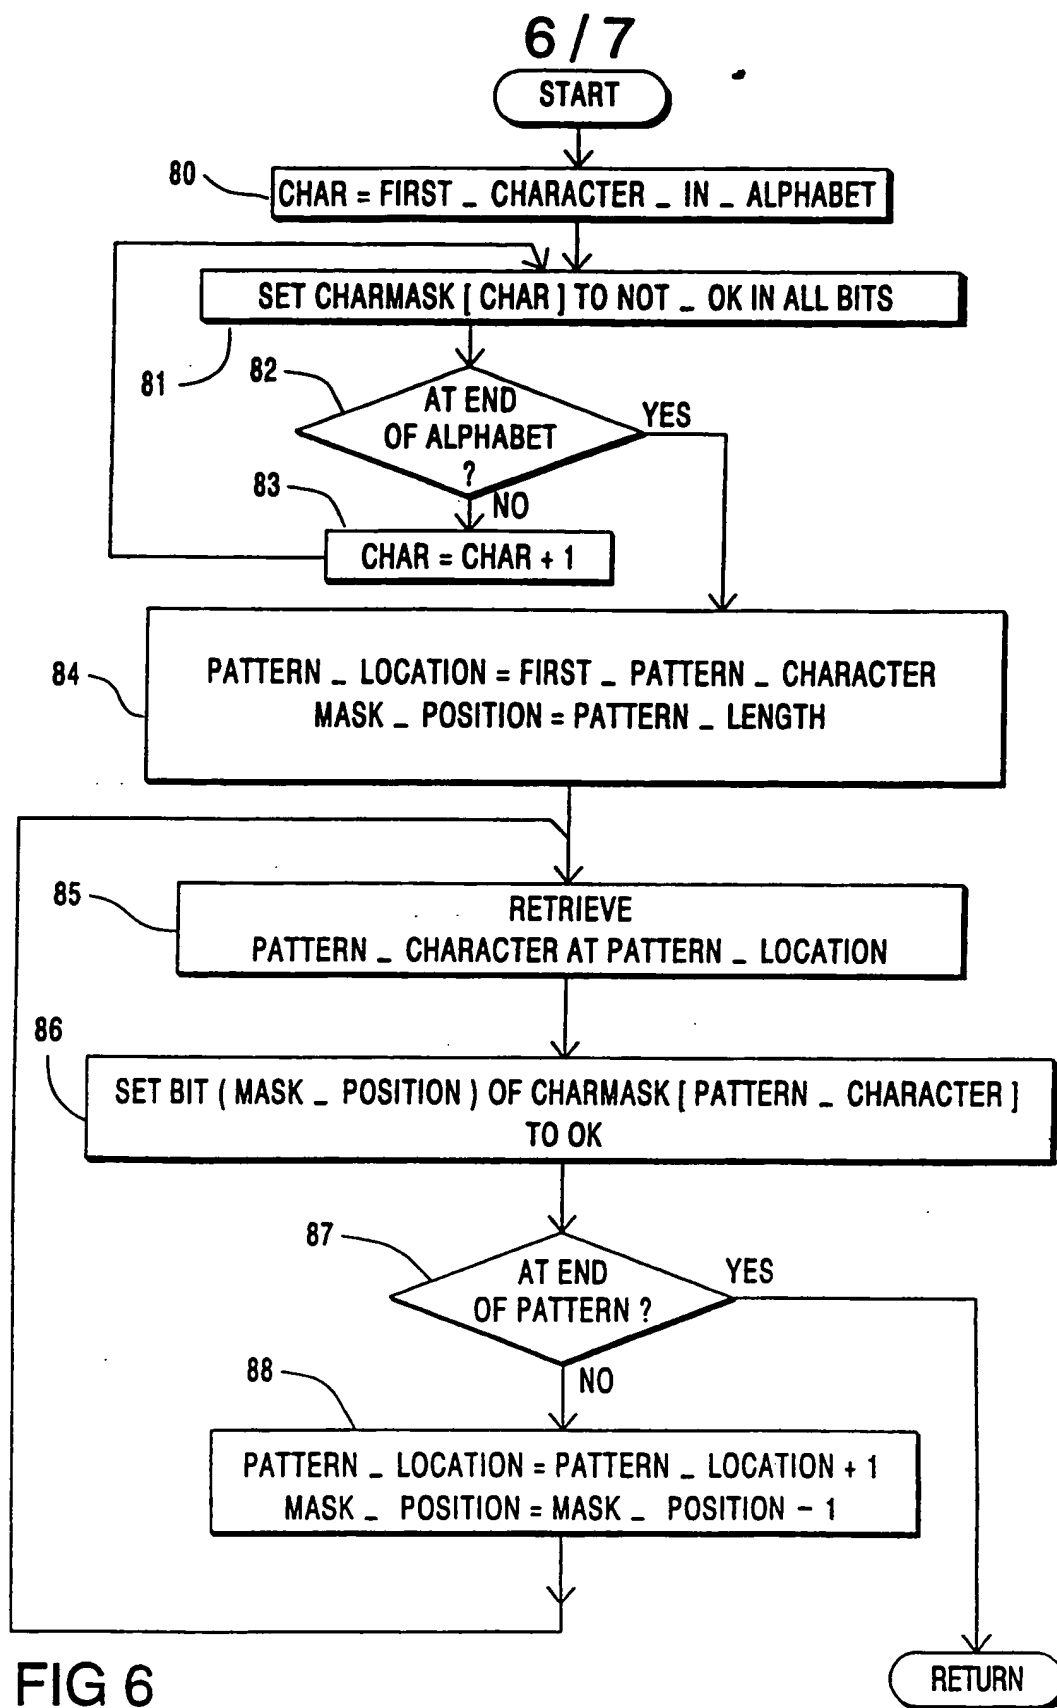 6 / 7
START
80
CHAR = FIRST _ CHARACTER _ IN _ ALPHABET
SET CHARMASK [ CHAR ] TO NOT _ OK IN ALL BITS
81
82
AT END
OF ALPHABET
?
YES
NO
83
CHAR = CHAR + 1
84
PATTERN _ LOCATION = FIRST _ PATTERN _ CHARACTER
MASK _ POSITION = PATTERN _ LENGTH
85
RETRIEVE
PATTERN _ CHARACTER AT PATTERN _ LOCATION
86
SET BIT ( MASK _ POSITION ) OF CHARMASK [ PATTERN _ CHARACTER ]
TO OK
87
AT END
OF PATTERN ?
YES
NO
88
PATTERN _ LOCATION = PATTERN _ LOCATION + 1
MASK _ POSITION = MASK _ POSITION - 1
RETURN
FIG 6